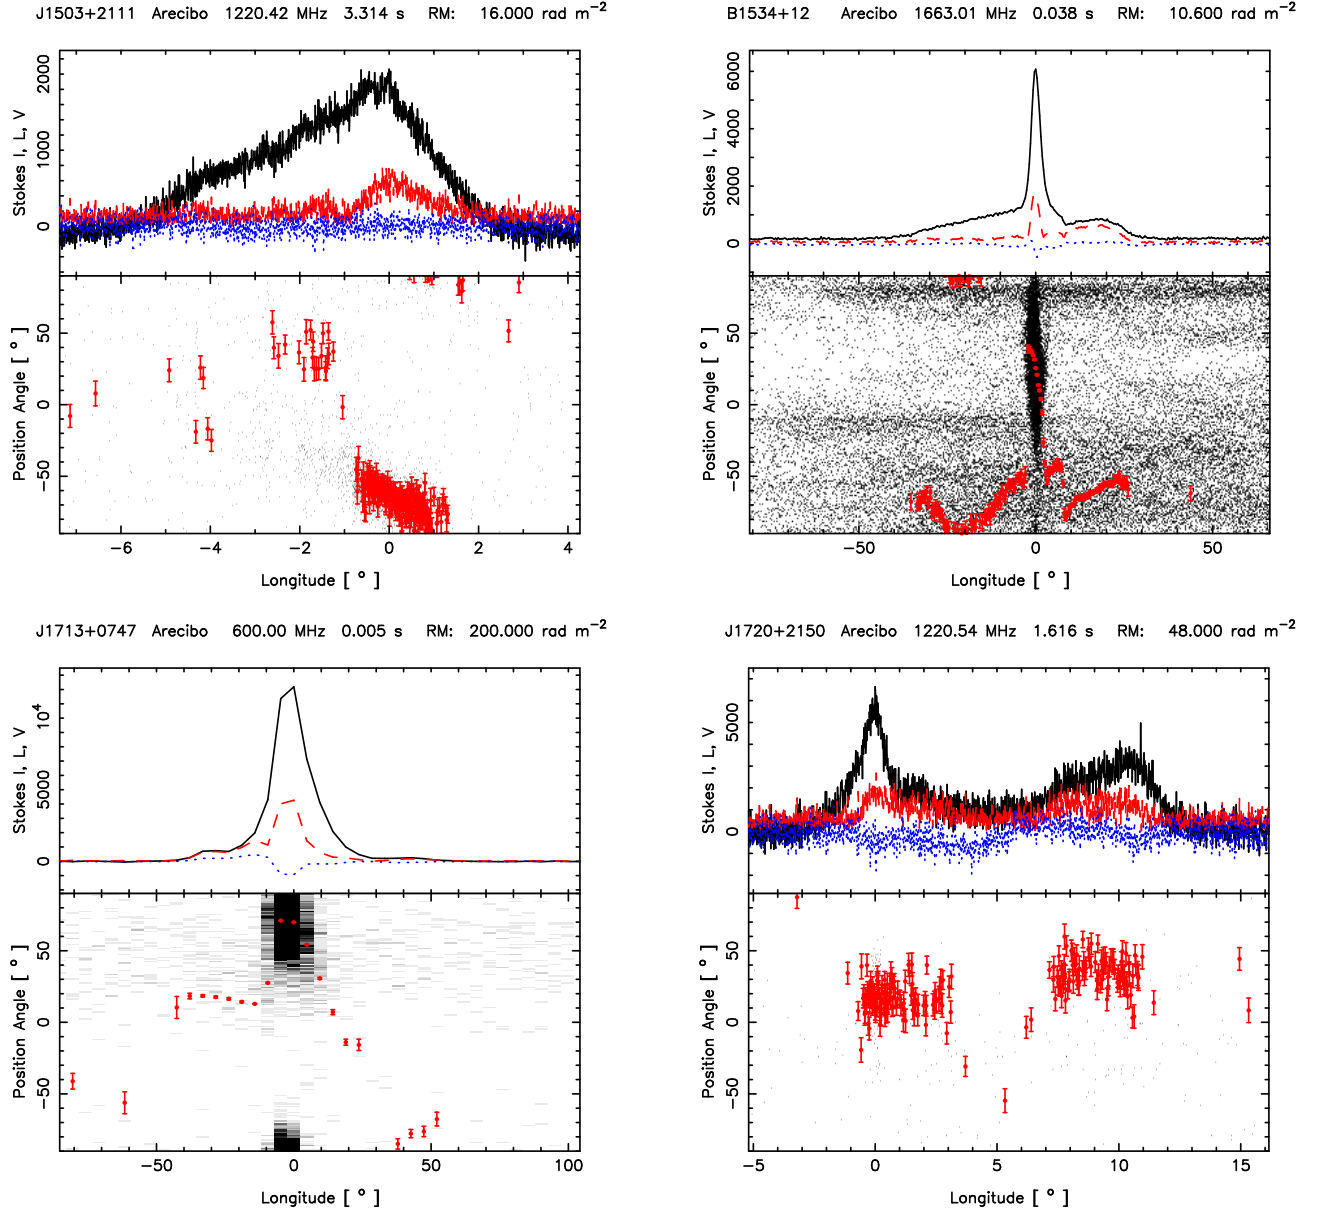 J1503+2111 Arecibo 1220.42 MHz 3.314 s RM: 16.000 rad m−2
2000
1000
0
Stokes I, L, V
50
0
50
Position Angle [ ° ]
−6 −4 −2 0 2 4
Longitude [ ° ]
B1534+12 Arecibo 1663.01 MHz 0.038 s RM: 10.600 rad m−2
6000
4000
2000
0
Stokes I, L, V
50
0
50
Position Angle [ ° ]
−50 0 50
Longitude [ ° ]
J1713+0747 Arecibo 600.00 MHz 0.005 s RM: 200.000 rad m−2
10^4
5000
0
Stokes I, L, V
50
0
−50
Position Angle [ ° ]
−50 0 50 100
Longitude [ ° ]
J1720+2150 Arecibo 1220.54 MHz 1.616 s RM: 48.000 rad m−2
5000
0
Stokes I, L, V
50
0
−50
Position Angle [ ° ]
−5 0 5 10 15
Longitude [ ° ]